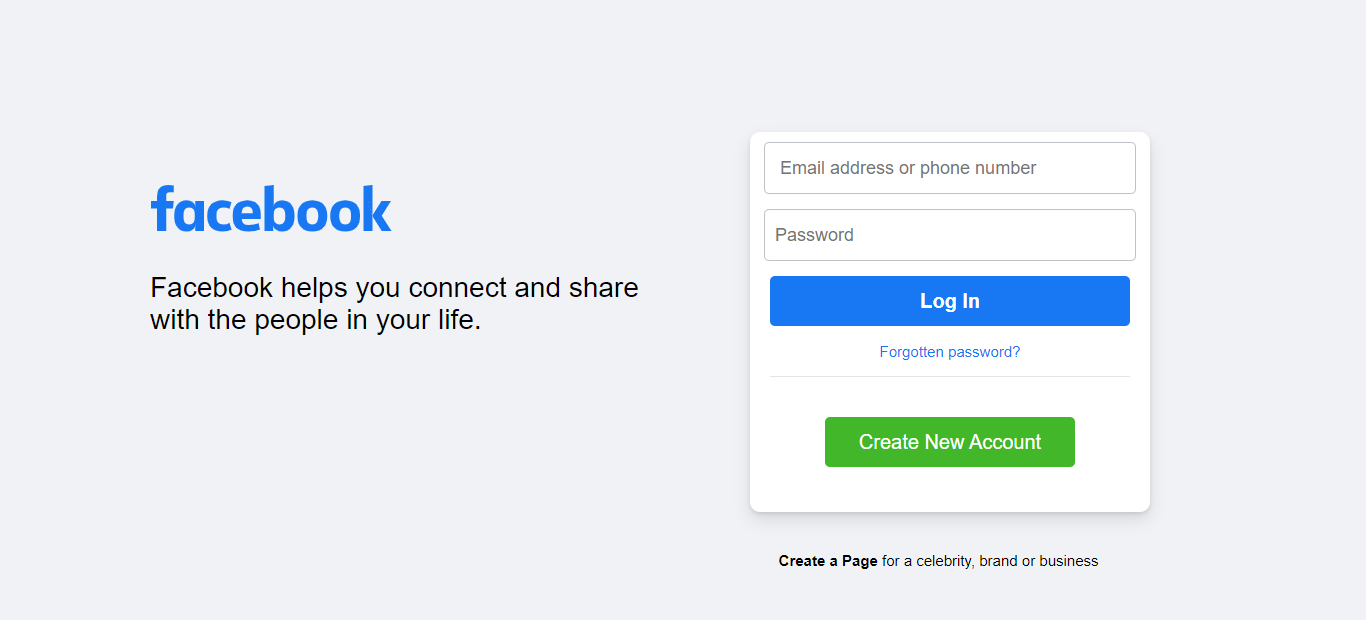 facebook
Facebook helps you connect and share
with the people in your life.
Email address or phone number
Password
Log In
Forgotten password?
Create New Account
Create a Page for a celebrity, brand or business